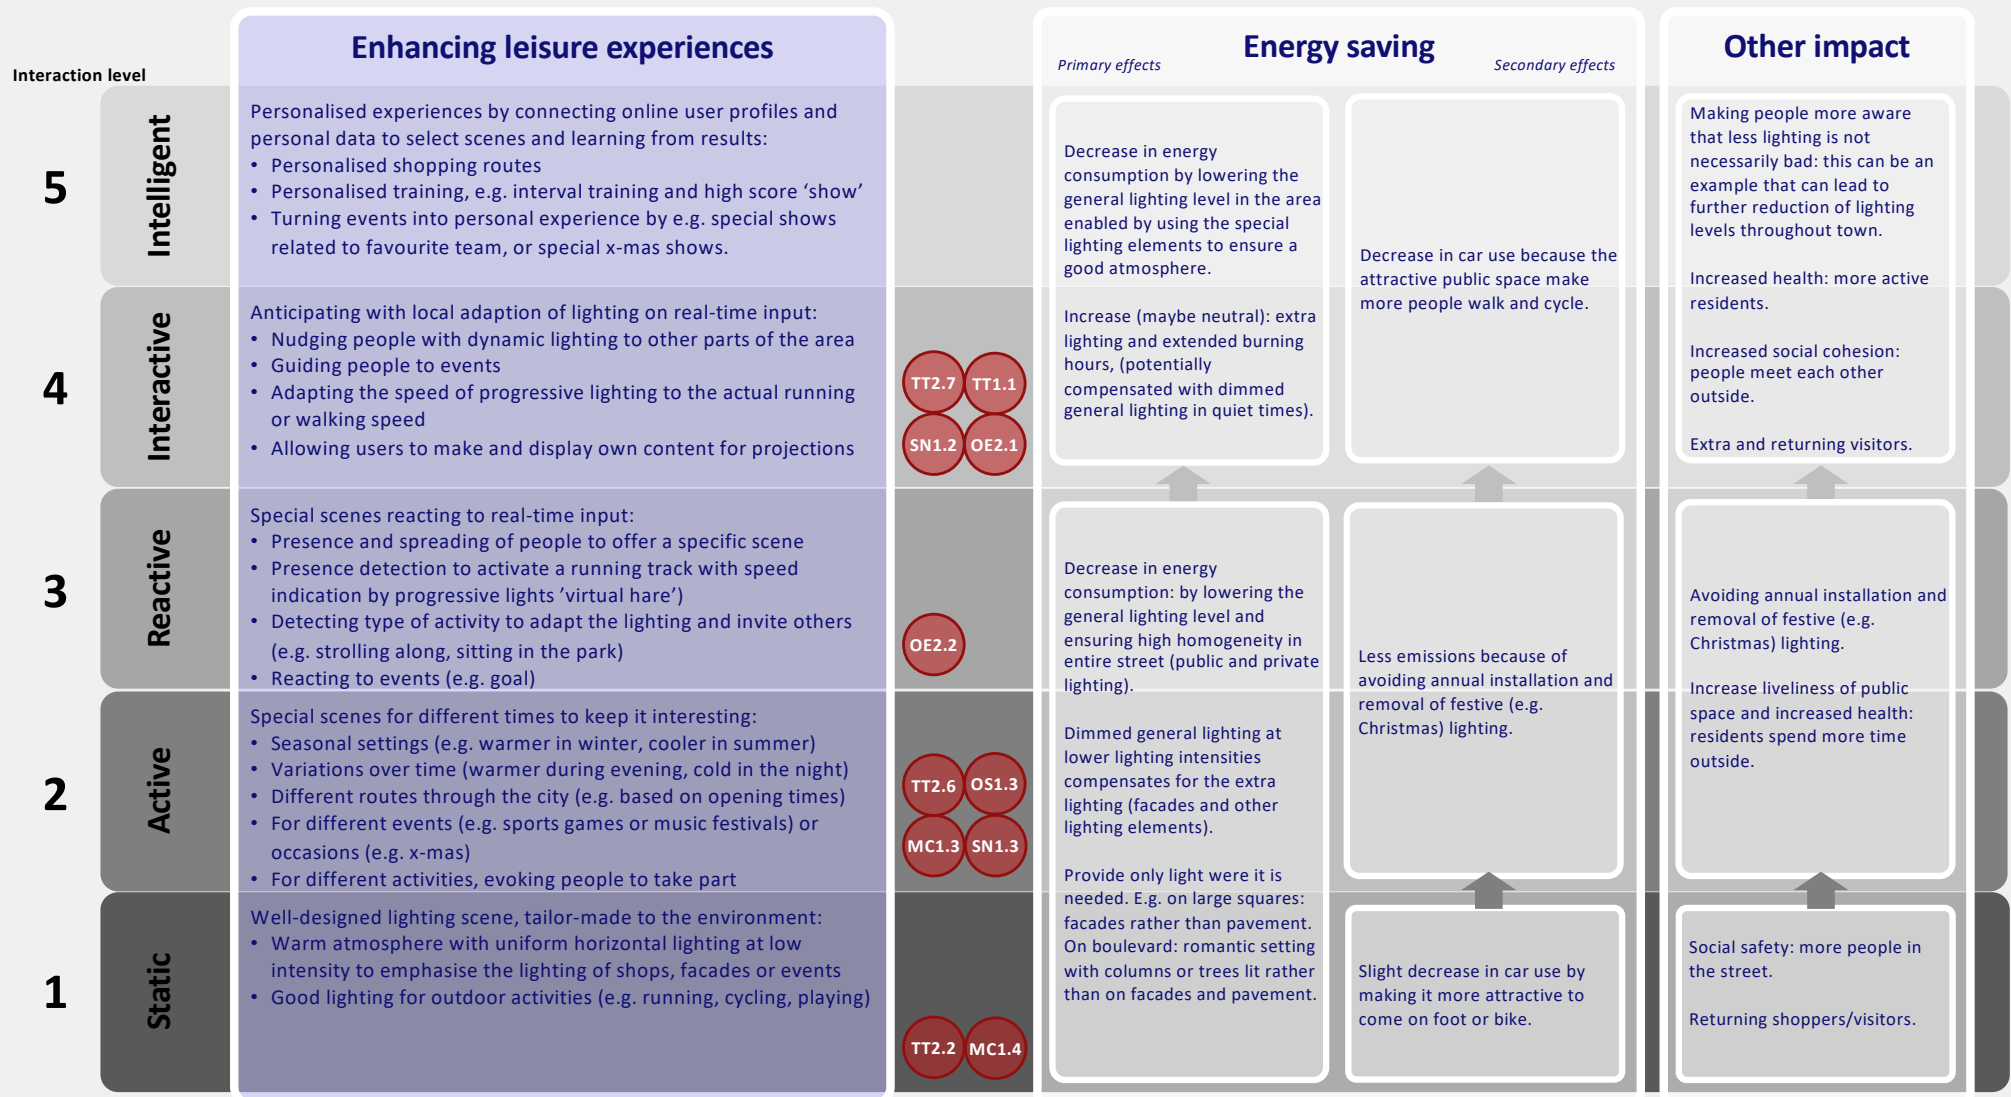 Enhancing leisure experiences
Energy saving
Primary effects
Secondary effects
Other impact
Interaction level
5
Intelligent
Personalised experiences by connecting online user profiles and
personal data to select scenes and learning from results:
• Personalised shopping routes
• Personalised training, e.g. interval training and high score ‘show’
• Turning events into personal experience by e.g. special shows
related to favourite team, or special x-mas shows.
4
Interactive
Anticipating with local adaption of lighting on real-time input:
• Nudging people with dynamic lighting to other parts of the area
• Guiding people to events
• Adapting the speed of progressive lighting to the actual running
or walking speed
• Allowing users to make and display own content for projections
TT2.7
TT1.1
SN1.2
OE2.1
Decrease in energy
consumption by lowering the
general lighting level in the area
enabled by using the special
lighting elements to ensure a
good atmosphere.
Increase (maybe neutral): extra
lighting and extended burning
hours, (potentially
compensated with dimmed
general lighting in quiet times).
Decrease in car use because the
attractive public space make
more people walk and cycle.
Making people more aware
that less lighting is not
necessarily bad: this can be an
example that can lead to
further reduction of lighting
levels throughout town.
Increased health: more active
residents.
Increased social cohesion:
people meet each other
outside.
Extra and returning visitors.
3
Reactive
Special scenes reacting to real-time input:
• Presence and spreading of people to offer a specific scene
• Presence detection to activate a running track with speed
indication by progressive lights ’virtual hare’)
• Detecting type of activity to adapt the lighting and invite others
(e.g. strolling along, sitting in the park)
• Reacting to events (e.g. goal)
OE2.2
2
Active
Special scenes for different times to keep it interesting:
• Seasonal settings (e.g. warmer in winter, cooler in summer)
• Variations over time (warmer during evening, cold in the night)
• Different routes through the city (e.g. based on opening times)
• For different events (e.g. sports games or music festivals) or
occasions (e.g. x-mas)
• For different activities, evoking people to take part
TT2.6
OS1.3
MC1.3
SN1.3
1
Static
Well-designed lighting scene, tailor-made to the environment:
• Warm atmosphere with uniform horizontal lighting at low
intensity to emphasise the lighting of shops, facades or events
• Good lighting for outdoor activities (e.g. running, cycling, playing)
TT2.2
MC1.4
Decrease in energy
consumption: by lowering the
general lighting level and
ensuring high homogeneity in
entire street (public and private
lighting).
Dimmed general lighting at
lower lighting intensities
compensates for the extra
lighting (facades and other
lighting elements).
Provide only light were it is
needed. E.g. on large squares:
facades rather than pavement.
On boulevard: romantic setting
with columns or trees lit rather
than on facades and pavement.
Less emissions because of
avoiding annual installation and
removal of festive (e.g.
Christmas) lighting.
Slight decrease in car use by
making it more attractive to
come on foot or bike.
Avoiding annual installation and
removal of festive (e.g.
Christmas) lighting.
Increase liveliness of public
space and increased health:
residents spend more time
outside.
Social safety: more people in
the street.
Returning shoppers/visitors.